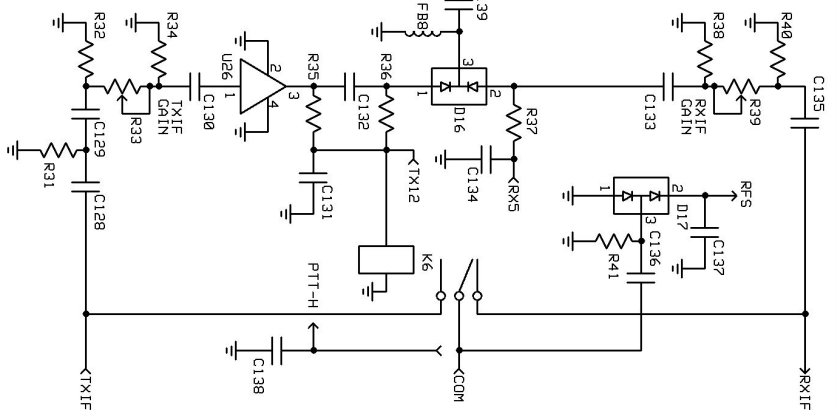 R32
R34
U26
R35
R36
FB8
C39
R38
R40
2
1
3
4
R33
TXIF
GAIN
C130
C132
3
1
2
D16
R37
C133
RXIF
GAIN
R39
C135
C129
R31
C128
C131
TX12
C134
RX5
1
2
3
D17
RFS
R41
C136
C137
K6
PTT-H
C138
TXIF
COM
RXIF